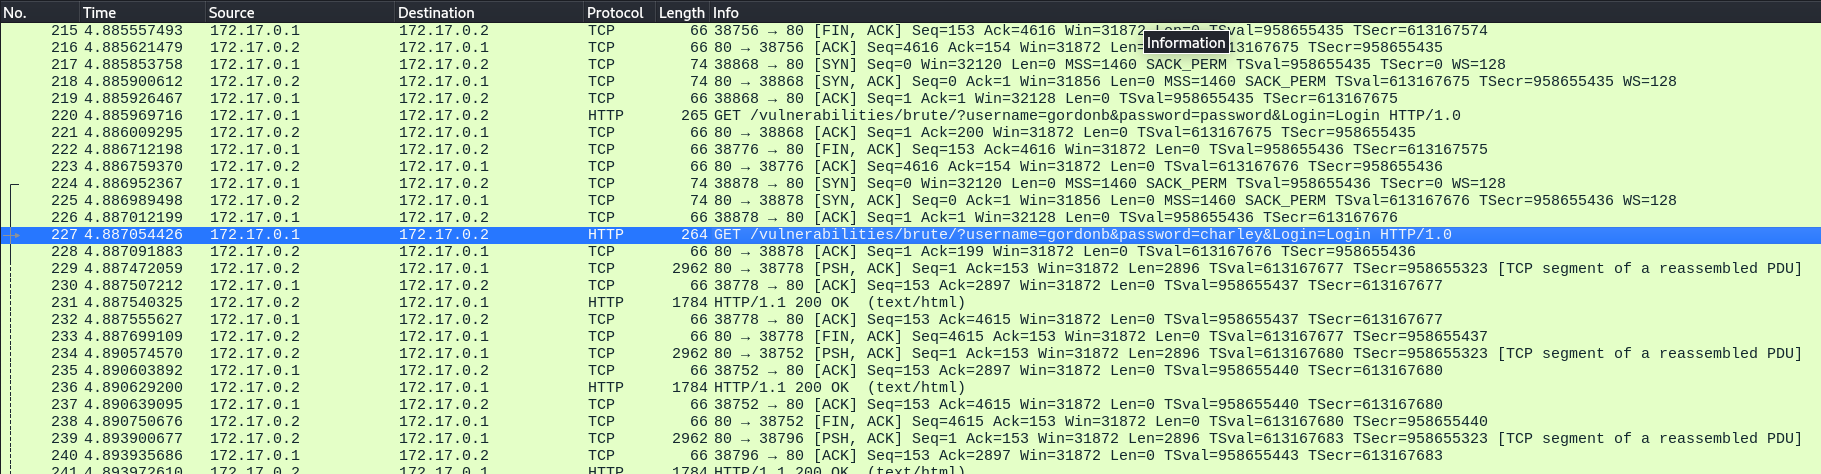 No. Time Source Destination Protocol Length Info
215 4.885557493 172.17.0.1 172.17.0.2 TCP 66 38756 → 80 [FIN, ACK] Seq=153 Ack=4616 Win=31872 Len=0 TSval=958655435 TSecr=613167574
Information
216 4.885621479 172.17.0.2 172.17.0.1 TCP 66 80 → 38756 [ACK] Seq=4616 Ack=154 Win=31872 Len= 13167675 TSecr=958655435
217 4.885853758 172.17.0.1 172.17.0.2 TCP 74 38868 → 80 [SYN] Seq=0 Win=32120 Len=0 MSS=1460 SACK_PERM TSval=958655435 TSecr=0 WS=128
218 4.885900612 172.17.0.2 172.17.0.1 TCP 74 80 → 38868 [SYN, ACK] Seq=0 Ack=1 Win=31856 Len=0 MSS=1460 SACK_PERM TSval=613167675 TSecr=958655435 WS=128
219 4.885926467 172.17.0.1 172.17.0.2 TCP 66 38868 → 80 [ACK] Seq=1 Ack=1 Win=32128 Len=0 TSval=958655435 TSecr=613167675
220 4.885969716 172.17.0.1 172.17.0.2 HTTP 265 GET /vulnerabilities/brute/?username=gordonb&password=password&Login=Login HTTP/1.0
221 4.886009295 172.17.0.2 172.17.0.1 TCP 66 80 → 38868 [ACK] Seq=1 Ack=200 Win=31872 Len=0 TSval=613167675 TSecr=958655435
222 4.886712198 172.17.0.1 172.17.0.2 TCP 66 38776 → 80 [FIN, ACK] Seq=153 Ack=4616 Win=31872 Len=0 TSval=958655436 TSecr=613167575
223 4.886759370 172.17.0.2 172.17.0.1 TCP 66 80 → 38776 [ACK] Seq=4616 Ack=154 Win=31872 Len=0 TSval=613167676 TSecr=958655436
224 4.886952367 172.17.0.1 172.17.0.2 TCP 74 38878 → 80 [SYN] Seq=0 Win=32120 Len=0 MSS=1460 SACK_PERM TSval=958655436 TSecr=0 WS=128
225 4.886989498 172.17.0.2 172.17.0.1 TCP 74 80 → 38878 [SYN, ACK] Seq=0 Ack=1 Win=31856 Len=0 MSS=1460 SACK_PERM TSval=613167676 TSecr=958655436 WS=128
226 4.887012199 172.17.0.1 172.17.0.2 TCP 66 38878 → 80 [ACK] Seq=1 Ack=1 Win=32128 Len=0 TSval=958655436 TSecr=613167676
227 4.887054426 172.17.0.1 172.17.0.2 HTTP 264 GET /vulnerabilities/brute/?username=gordonb&password=charley&Login=Login HTTP/1.0
228 4.887091883 172.17.0.2 172.17.0.1 TCP 66 80 → 38878 [ACK] Seq=1 Ack=199 Win=31872 Len=0 TSval=613167676 TSecr=958655436
229 4.887472059 172.17.0.2 172.17.0.1 TCP 2962 80 → 38778 [PSH, ACK] Seq=1 Ack=153 Win=31872 Len=2896 TSval=613167677 TSecr=958655323 [TCP segment of a reassembled PDU]
230 4.887507212 172.17.0.1 172.17.0.2 TCP 66 38778 → 80 [ACK] Seq=153 Ack=2897 Win=31872 Len=0 TSval=958655437 TSecr=613167677
231 4.887540325 172.17.0.2 172.17.0.1 HTTP 1784 HTTP/1.1 200 OK (text/html)
232 4.887555627 172.17.0.1 172.17.0.2 TCP 66 38778 → 80 [ACK] Seq=153 Ack=4615 Win=31872 Len=0 TSval=958655437 TSecr=613167677
233 4.887699109 172.17.0.2 172.17.0.1 TCP 66 80 → 38778 [FIN, ACK] Seq=4615 Ack=153 Win=31872 Len=0 TSval=613167677 TSecr=958655437
234 4.890574570 172.17.0.2 172.17.0.1 TCP 2962 80 → 38752 [PSH, ACK] Seq=1 Ack=153 Win=31872 Len=2896 TSval=613167680 TSecr=958655323 [TCP segment of a reassembled PDU]
235 4.890603892 172.17.0.1 172.17.0.2 TCP 66 38752 → 80 [ACK] Seq=153 Ack=2897 Win=31872 Len=0 TSval=958655440 TSecr=613167680
236 4.890629200 172.17.0.2 172.17.0.1 HTTP 1784 HTTP/1.1 200 OK (text/html)
237 4.890639095 172.17.0.1 172.17.0.2 TCP 66 38752 → 80 [ACK] Seq=153 Ack=4615 Win=31872 Len=0 TSval=958655440 TSecr=613167680
238 4.890750676 172.17.0.2 172.17.0.1 TCP 66 80 → 38752 [FIN, ACK] Seq=4615 Ack=153 Win=31872 Len=0 TSval=613167680 TSecr=958655440
239 4.893900677 172.17.0.2 172.17.0.1 TCP 2962 80 → 38796 [PSH, ACK] Seq=1 Ack=153 Win=31872 Len=2896 TSval=613167683 TSecr=958655323 [TCP segment of a reassembled PDU]
240 4.893935686 172.17.0.1 172.17.0.2 TCP 66 38796 → 80 [ACK] Seq=153 Ack=2897 Win=31872 Len=0 TSval=958655443 TSecr=613167683
241 4.893972610 172.17.0.2 172.17.0.1 HTTP 1784 HTTP/1.1 200 OK (text/html)